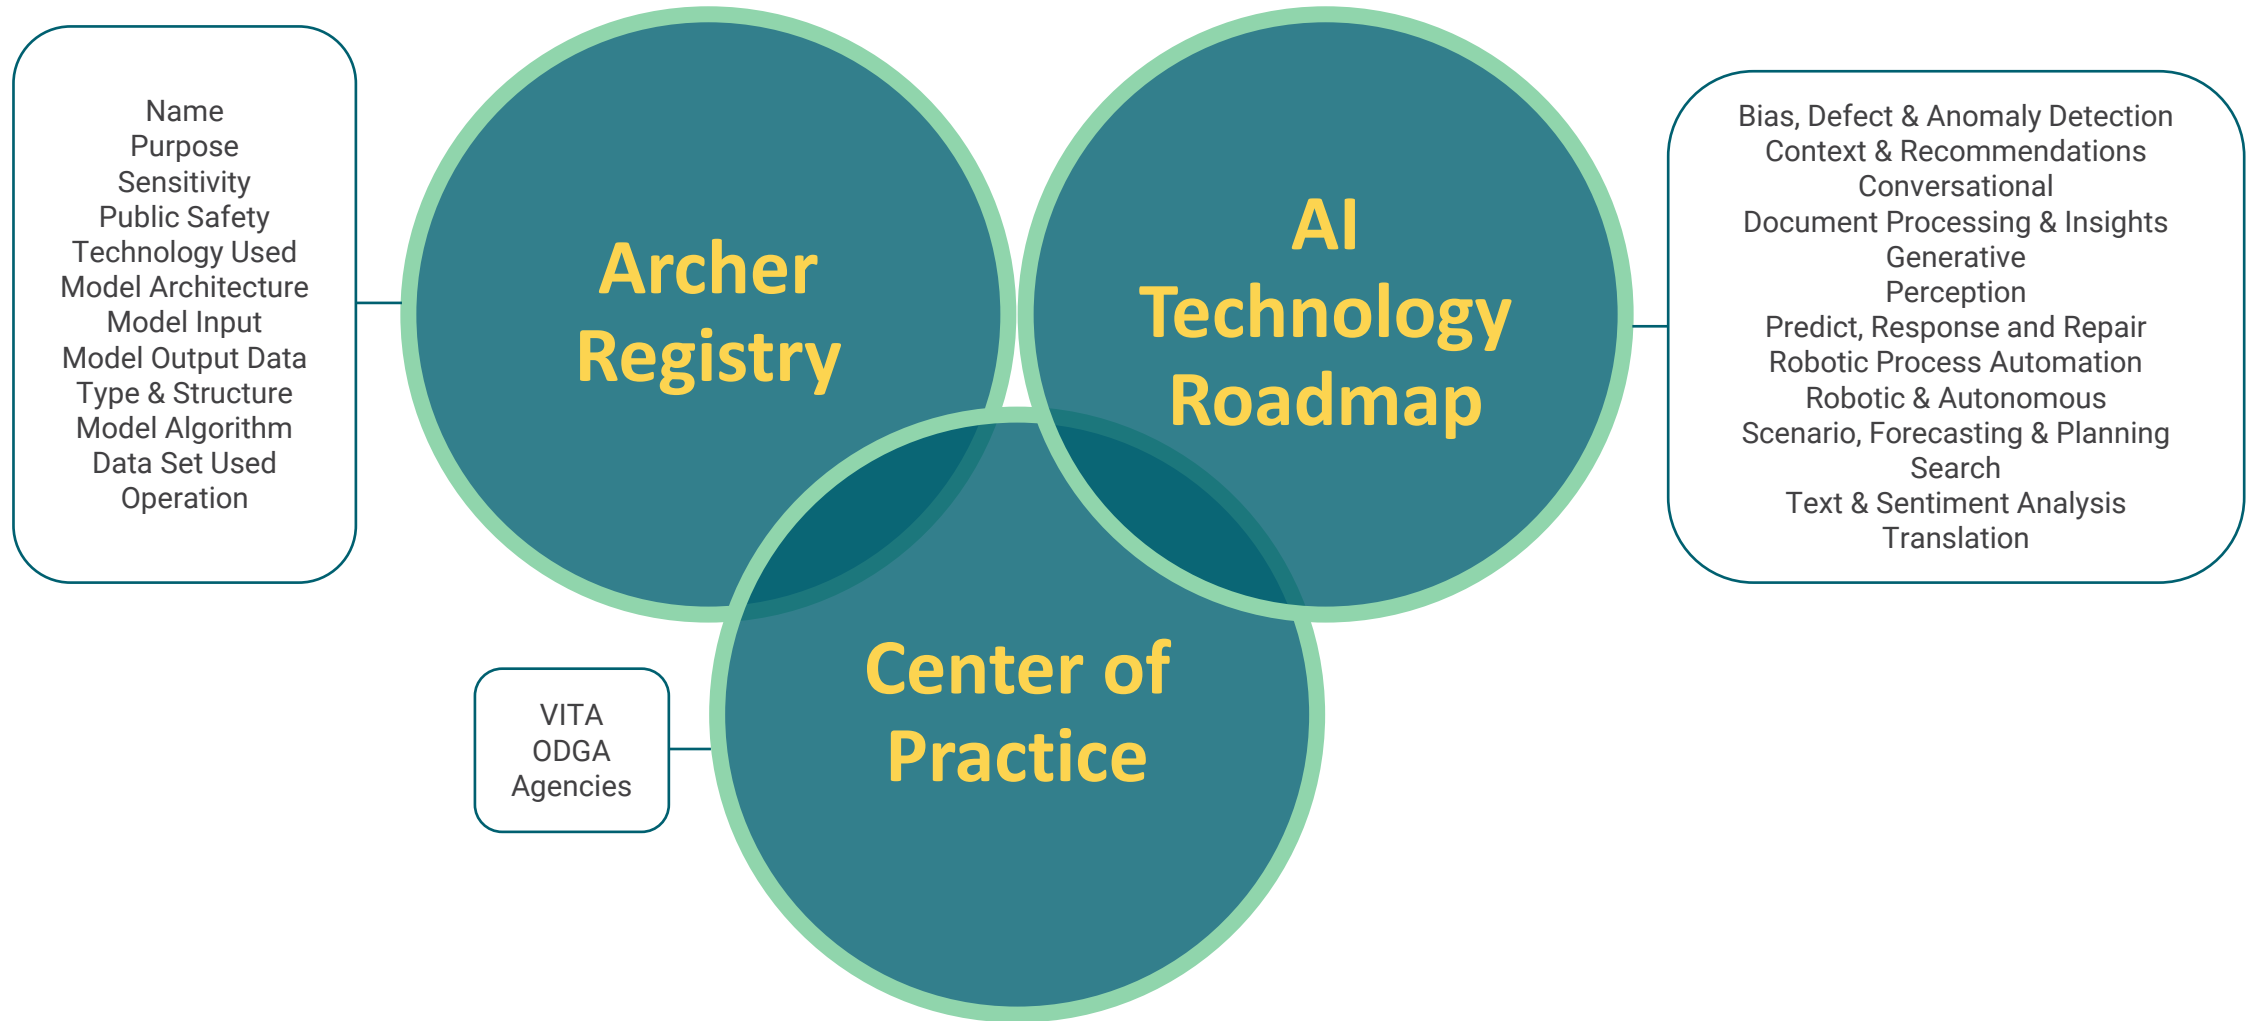 Name
Purpose
Sensitivity
Public Safety
Technology Used
Model Architecture
Model Input
Model Output Data
Type & Structure
Model Algorithm
Data Set Used
Operation
Archer
Registry
AI
Technology
Roadmap
Bias, Defect & Anomaly Detection
Context & Recommendations
Conversational
Document Processing & Insights
Generative
Perception
Predict, Response and Repair
Robotic Process Automation
Robotic & Autonomous
Scenario, Forecasting & Planning
Search
Text & Sentiment Analysis
Translation
VITA
ODGA
Agencies
Center of
Practice